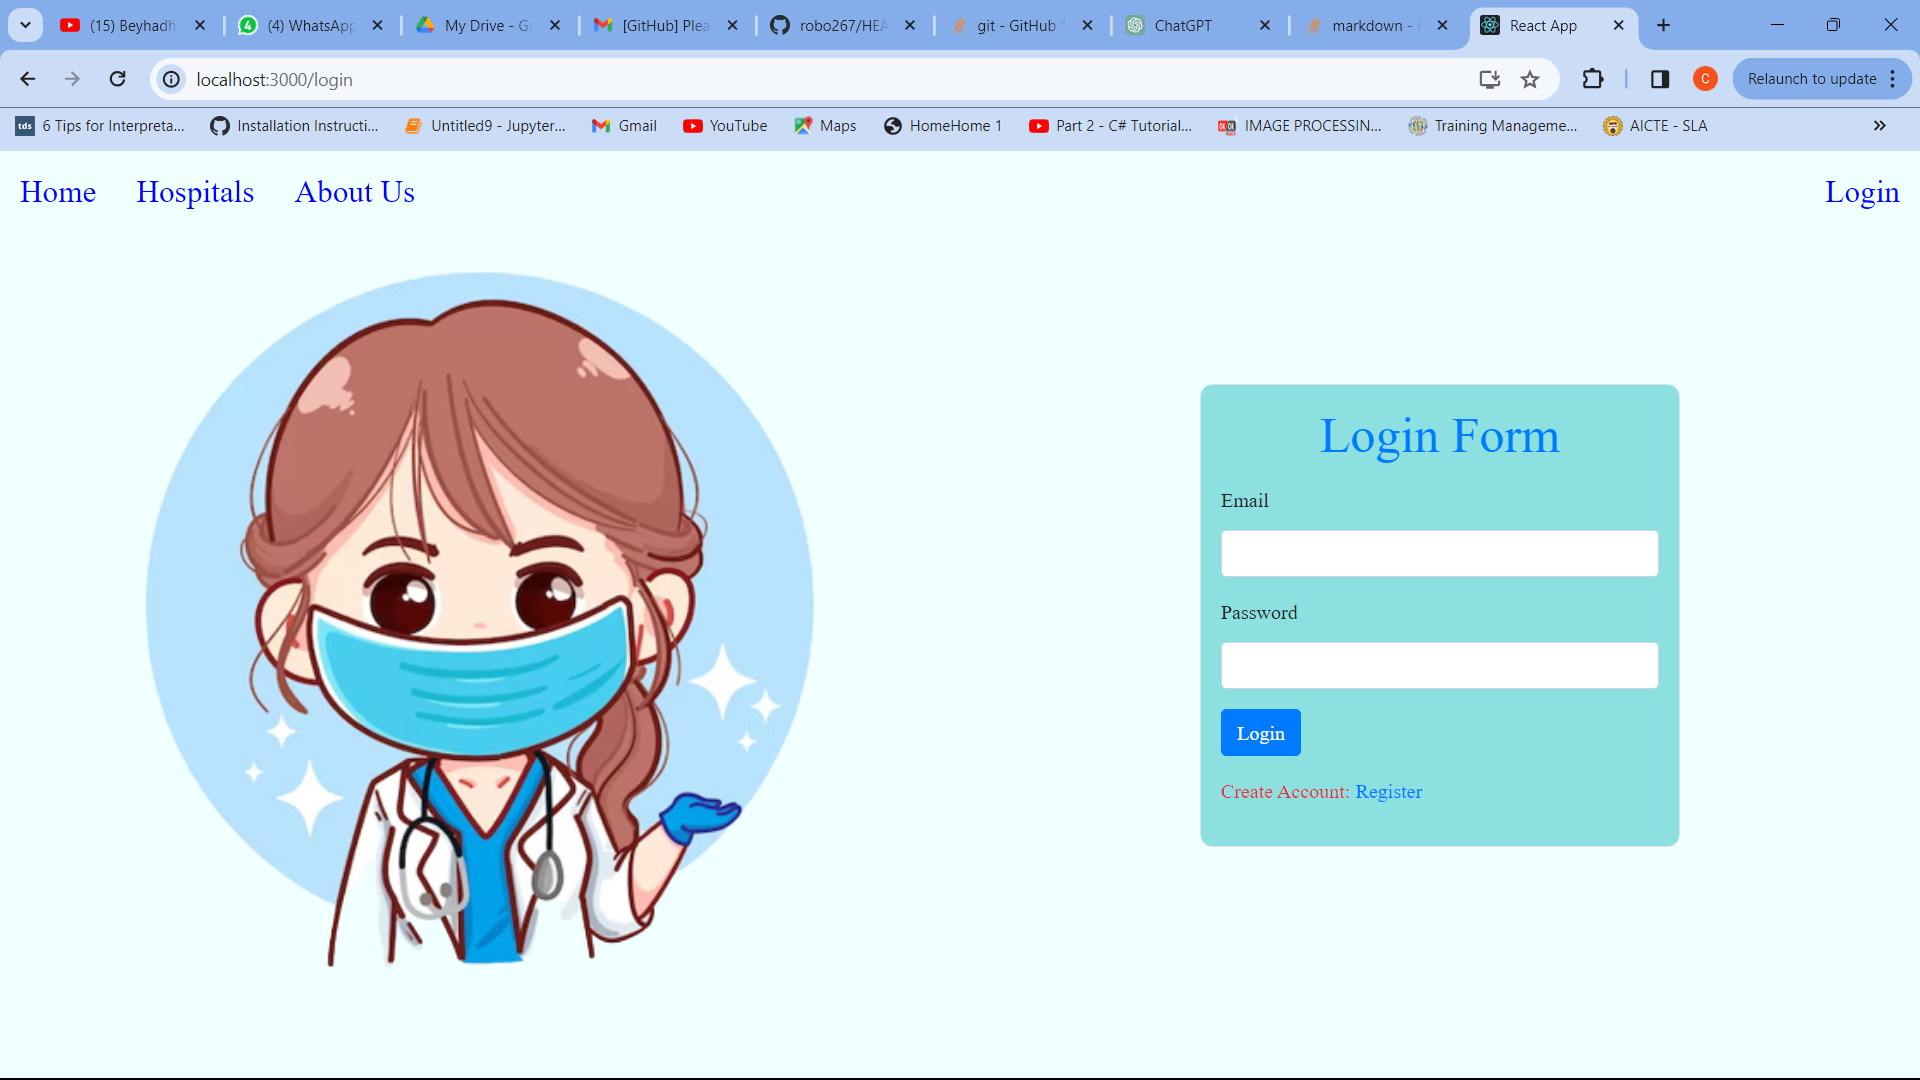 (15) Beyhadh
(4) WhatsApp
My Drive - Go
[GitHub] Plea
robo267/HEA
git - GitHub "
ChatGPT
markdown -
React App
localhost:3000/login
C
Relaunch to update
tds 6 Tips for Interpreta...
Installation Instructi...
Untitled9 - Jupyter...
Gmail
YouTube
Maps
HomeHome 1
Part 2 - C# Tutorial...
IMAGE PROCESSIN...
Training Manageme...
AICTE - SLA
Home
Hospitals
About Us
Login
Login Form
Email
Password
Login
Create Account: Register